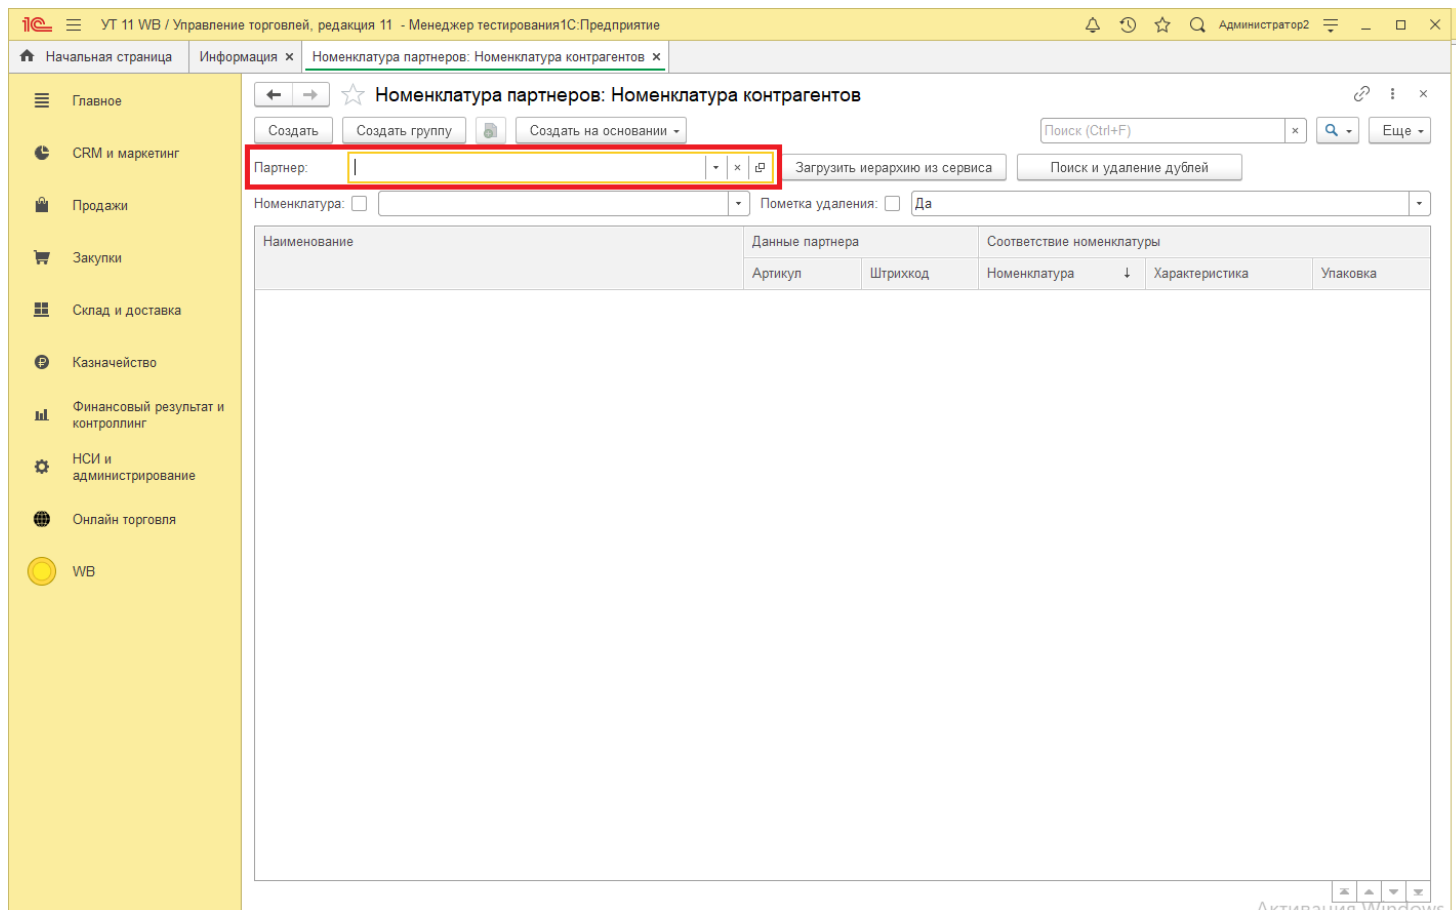 УТ 11 WB / Управление торговлей, редакция 11 - Менеджер тестирования1С:Предприятие
Администратор2
Начальная страница
Информация
Номенклатура партнеров: Номенклатура контрагентов
Главное
CRM и маркетинг
Продажи
Закупки
Склад и доставка
Казначейство
Финансовый результат и
контроллинг
НСИ и
администрирование
Онлайн торговля
WB
Номенклатура партнеров: Номенклатура контрагентов
Создать
Создать группу
Создать на основании
Поиск (Ctrl+F)
Еще
Партнер:
Загрузить иерархию из сервиса
Поиск и удаление дублей
Номенклатура:
Пометка удаления:
Да
Наименование
Данные партнера
Соответствие номенклатуры
Артикул
Штрихкод
Номенклатура
Характеристика
Упаковка
Активация Windows